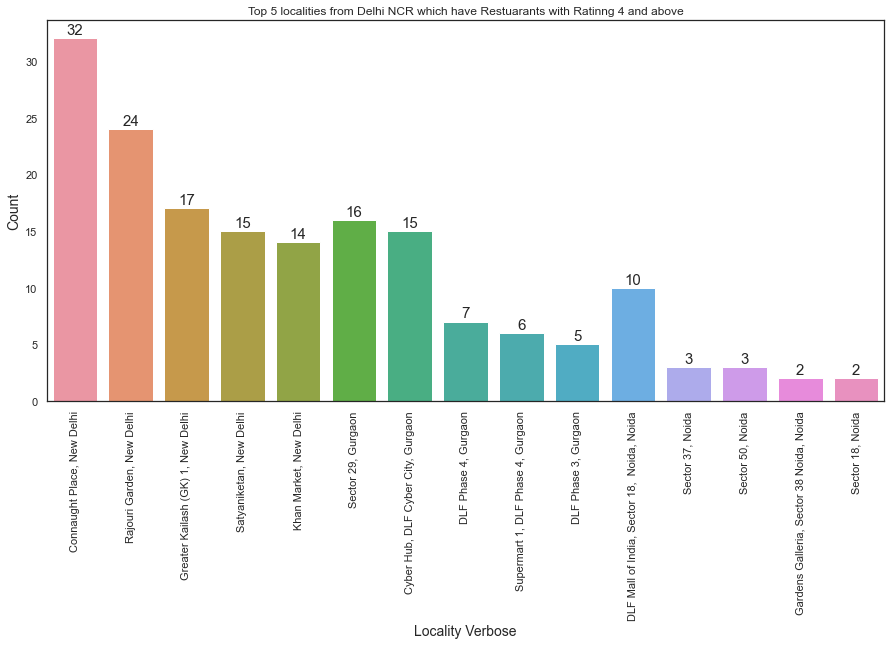 Top 5 localities from Delhi NCR which have Restuarants with Ratinng 4 and above
Count
30
25
20
15
10
5
0
32
24
17
15
14
16
15
7
6
5
10
3
3
2
2
Connaught Place, New Delhi
Rajouri Garden, New Delhi
Greater Kailash (GK) 1, New Delhi
Satyaniketan, New Delhi
Khan Market, New Delhi
Sector 29, Gurgaon
Cyber Hub, DLF Cyber City, Gurgaon
DLF Phase 4, Gurgaon
Supermart 1, DLF Phase 4, Gurgaon
DLF Phase 3, Gurgaon
DLF Mall of India, Sector 18,  Noida, Noida
Sector 37, Noida
Sector 50, Noida
Gardens Galleria, Sector 38 Noida, Noida
Sector 18, Noida
Locality Verbose